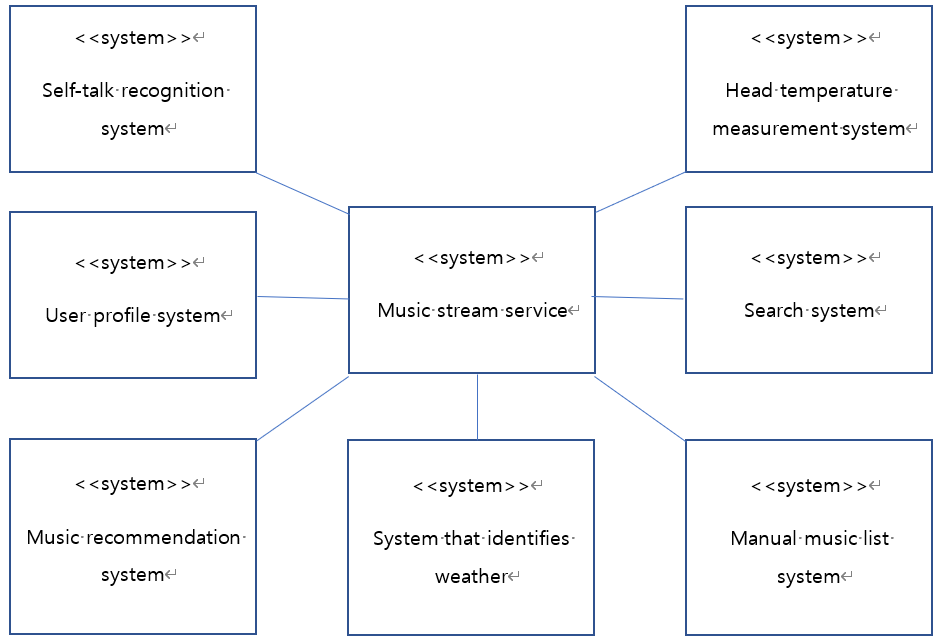 <<system>>
Self-talk recognition
system
<<system>>
Head temperature
measurement system
<<system>>
User profile system
<<system>>
Music stream service
<<system>>
Search system
<<system>>
Music recommendation
system
<<system>>
System that identifies
weather
<<system>>
Manual music list
system